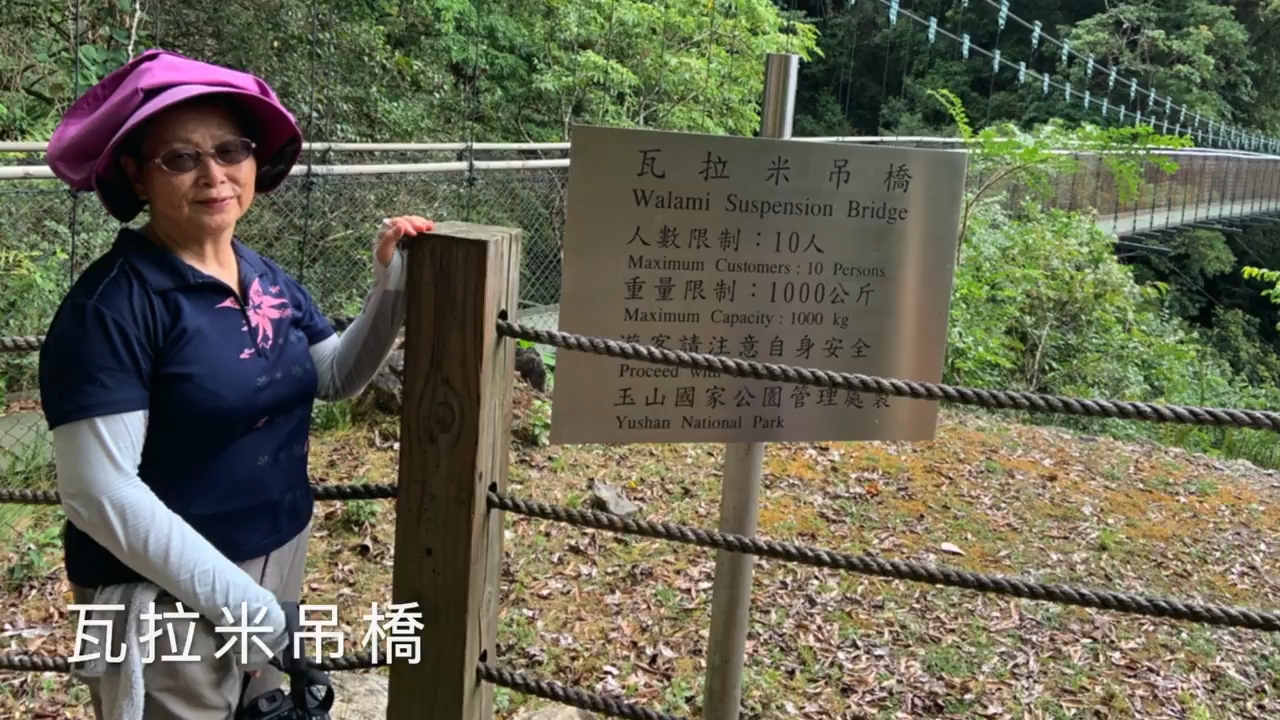 瓦拉米吊橋
Walami Suspension Bridge
人數限制：10人
Maximum Customers : 10 Persons
重量限制：1000公斤
Maximum Capacity : 1000 kg
遊客請注意自身安全
Proceed with
玉山國家公園管理處製
Yushan National Park
瓦拉米吊橋